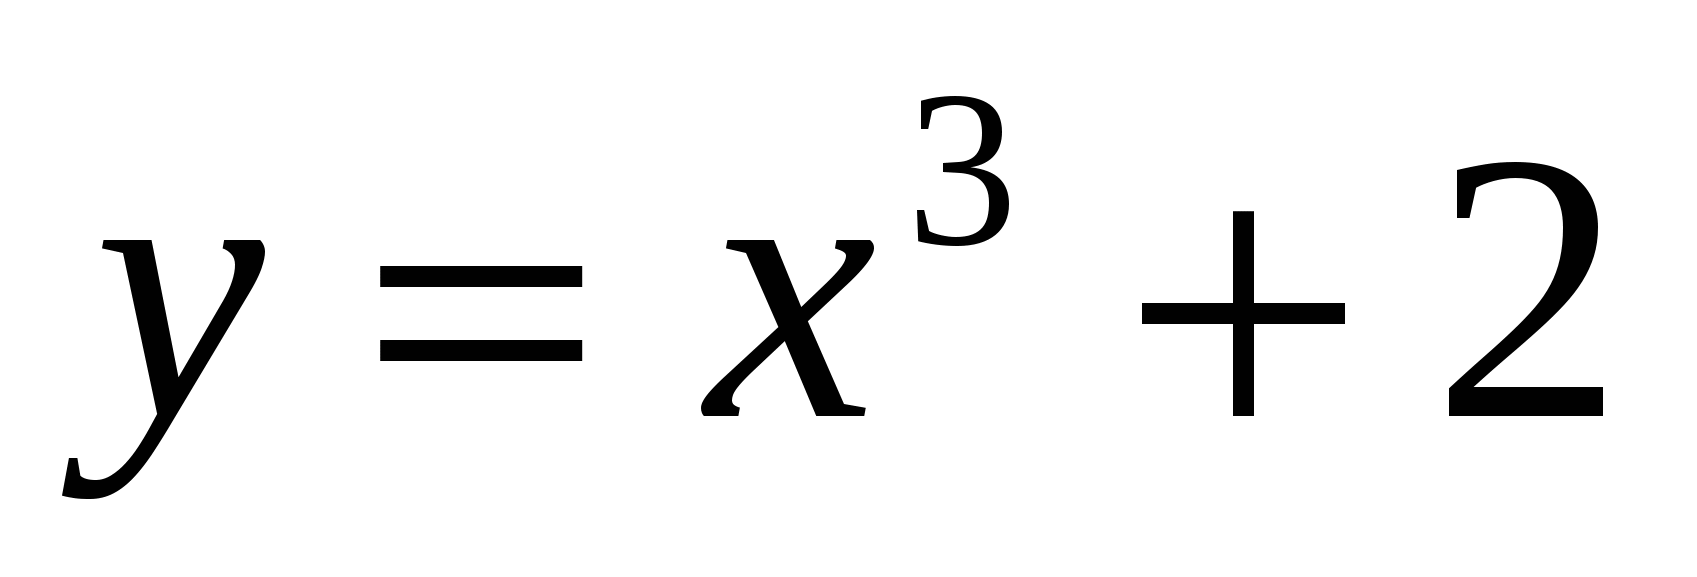 y = x³ + 2